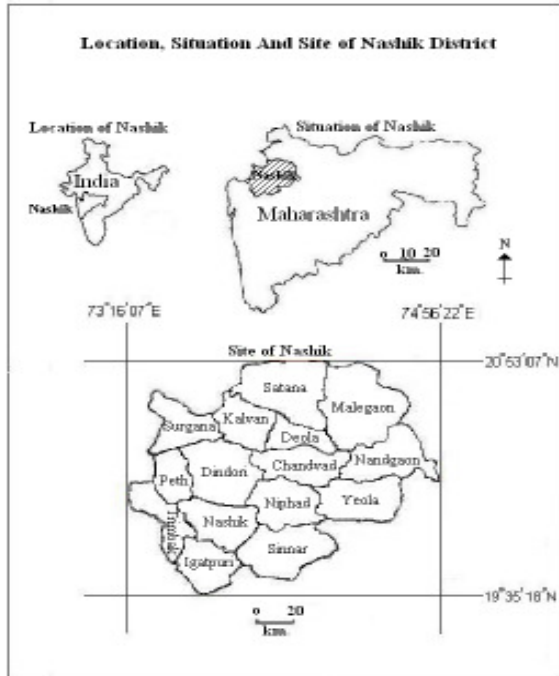 Location, Situation And Site of Nashik District
Location of Nashik
Situation of Nashik
India
Nashik
Nashik
Maharashtra
0 10 20
km.
N
73°16'07"E
74°56'22"E
Site of Nashik
20°53'07"N
Satana
Malegaon
Kalvan
Surgana
Deola
Nandgaon
Chandvad
Peth
Dindori
Yeola
Niphad
Nashik
Sinnar
Igatpuri
19°35'18"N
0 20
km.